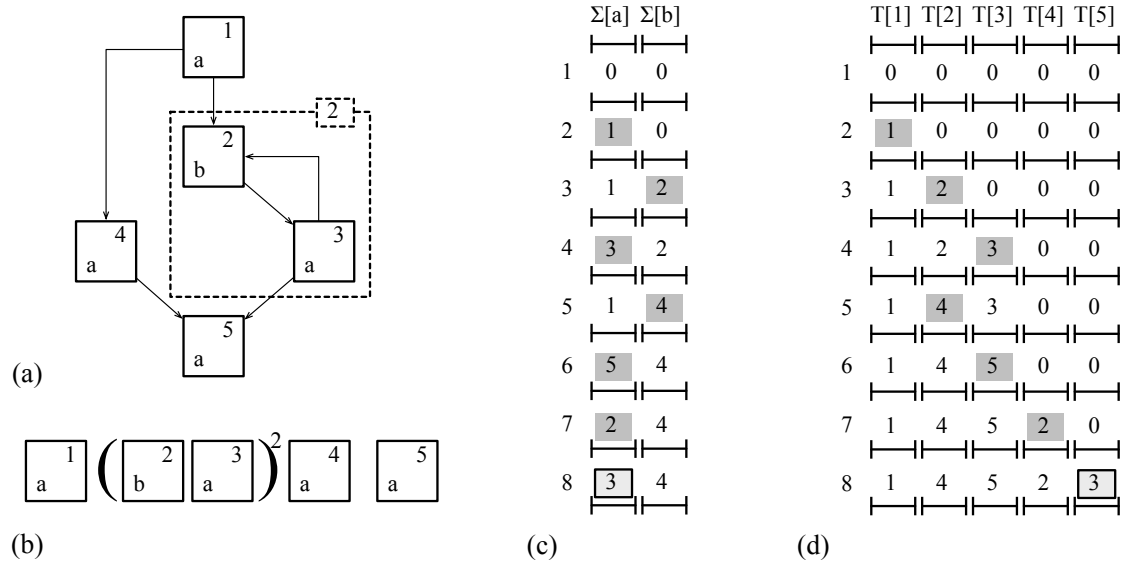 1
a
2
2
b
4
a
3
a
5
a
(a)
1
a
(
2
b
3
a
)
2
4
a
5
a
(b)
Σ[a] Σ[b]
1 0 0
2 1 0
3 1 2
4 3 2
5 1 4
6 5 4
7 2 4
8 3 4
(c)
T[1] T[2] T[3] T[4] T[5]
1 0 0 0 0 0
2 1 0 0 0 0
3 1 2 0 0 0
4 1 2 3 0 0
5 1 4 3 0 0
6 1 4 5 0 0
7 1 4 5 2 0
8 1 4 5 2 3
(d)